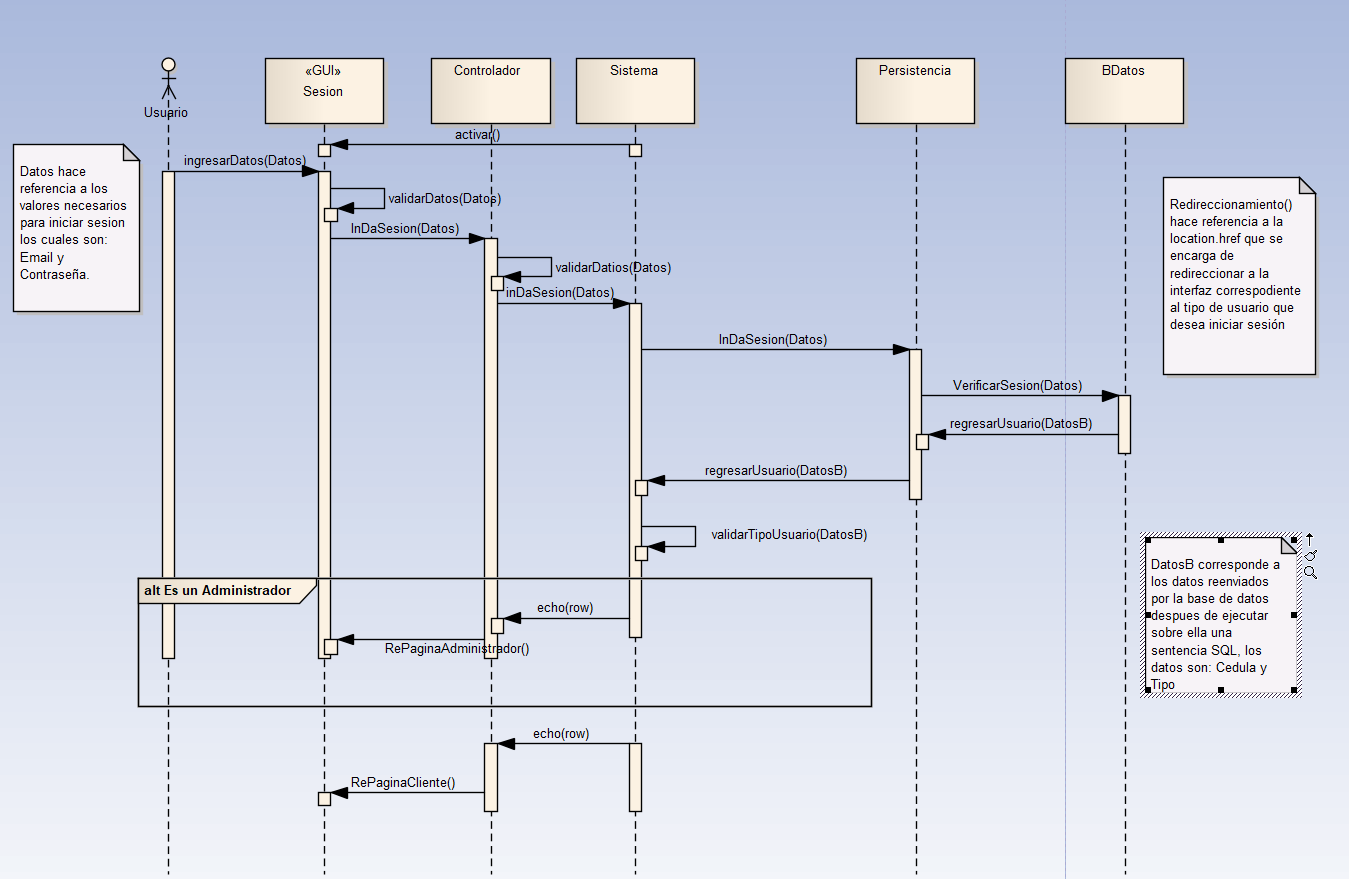 Usuario
«GUI»
Sesion
Controlador
Sistema
Persistencia
BDatos
activar()
Datos hace
referencia a los
valores necesarios
para iniciar sesion
los cuales son:
Email y
Contraseña.
ingresarDatos(Datos)
validarDatos(Datos)
InDaSesion(Datos)
validarDatios(Datos)
inDaSesion(Datos)
InDaSesion(Datos)
VerificarSesion(Datos)
regresarUsuario(DatosB)
regresarUsuario(DatosB)
validarTipoUsuario(DatosB)
Redireccionamiento()
hace referencia a la
location.href que se
encarga de
redireccionar a la
interfaz correspodiente
al tipo de usuario que
desea iniciar sesión
alt Es un Administrador
echo(row)
RePaginaAdministrador()
DatosB corresponde a
los datos reenviados
por la base de datos
despues de ejecutar
sobre ella una
sentencia SQL, los
datos son: Cedula y
Tipo
echo(row)
RePaginaCliente()